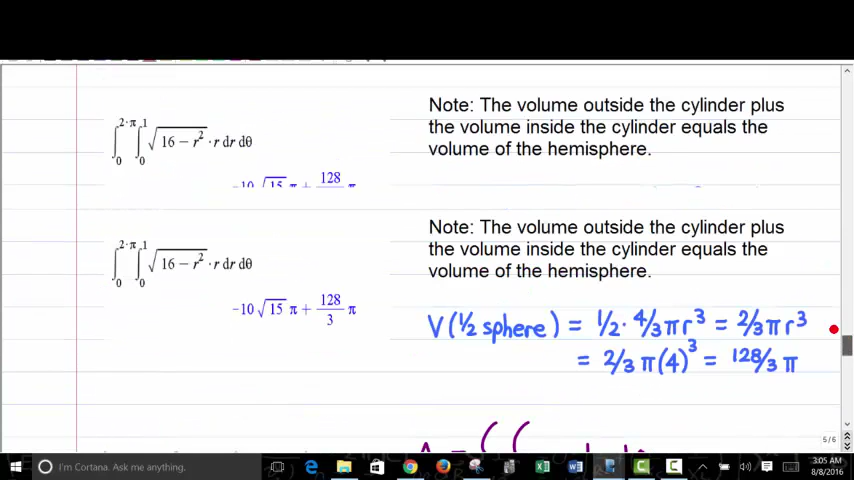 ∫₀^2·π ∫₀^1 √(16 − r²) · r dr dθ
Note: The volume outside the cylinder plus
the volume inside the cylinder equals the
volume of the hemisphere.
−10 √15 π + 128 π
∫₀^2·π ∫₀^1 √(16 − r²) · r dr dθ
−10 √15 π + 128/3 π
Note: The volume outside the cylinder plus
the volume inside the cylinder equals the
volume of the hemisphere.
V(½ sphere) = 1/2 · 4/3 πr³ = 2/3 π r³
= 2/3 π(4)³ = 128/3 π
5/6
I'm Cortana. Ask me anything.
3:05 AM
8/8/2016